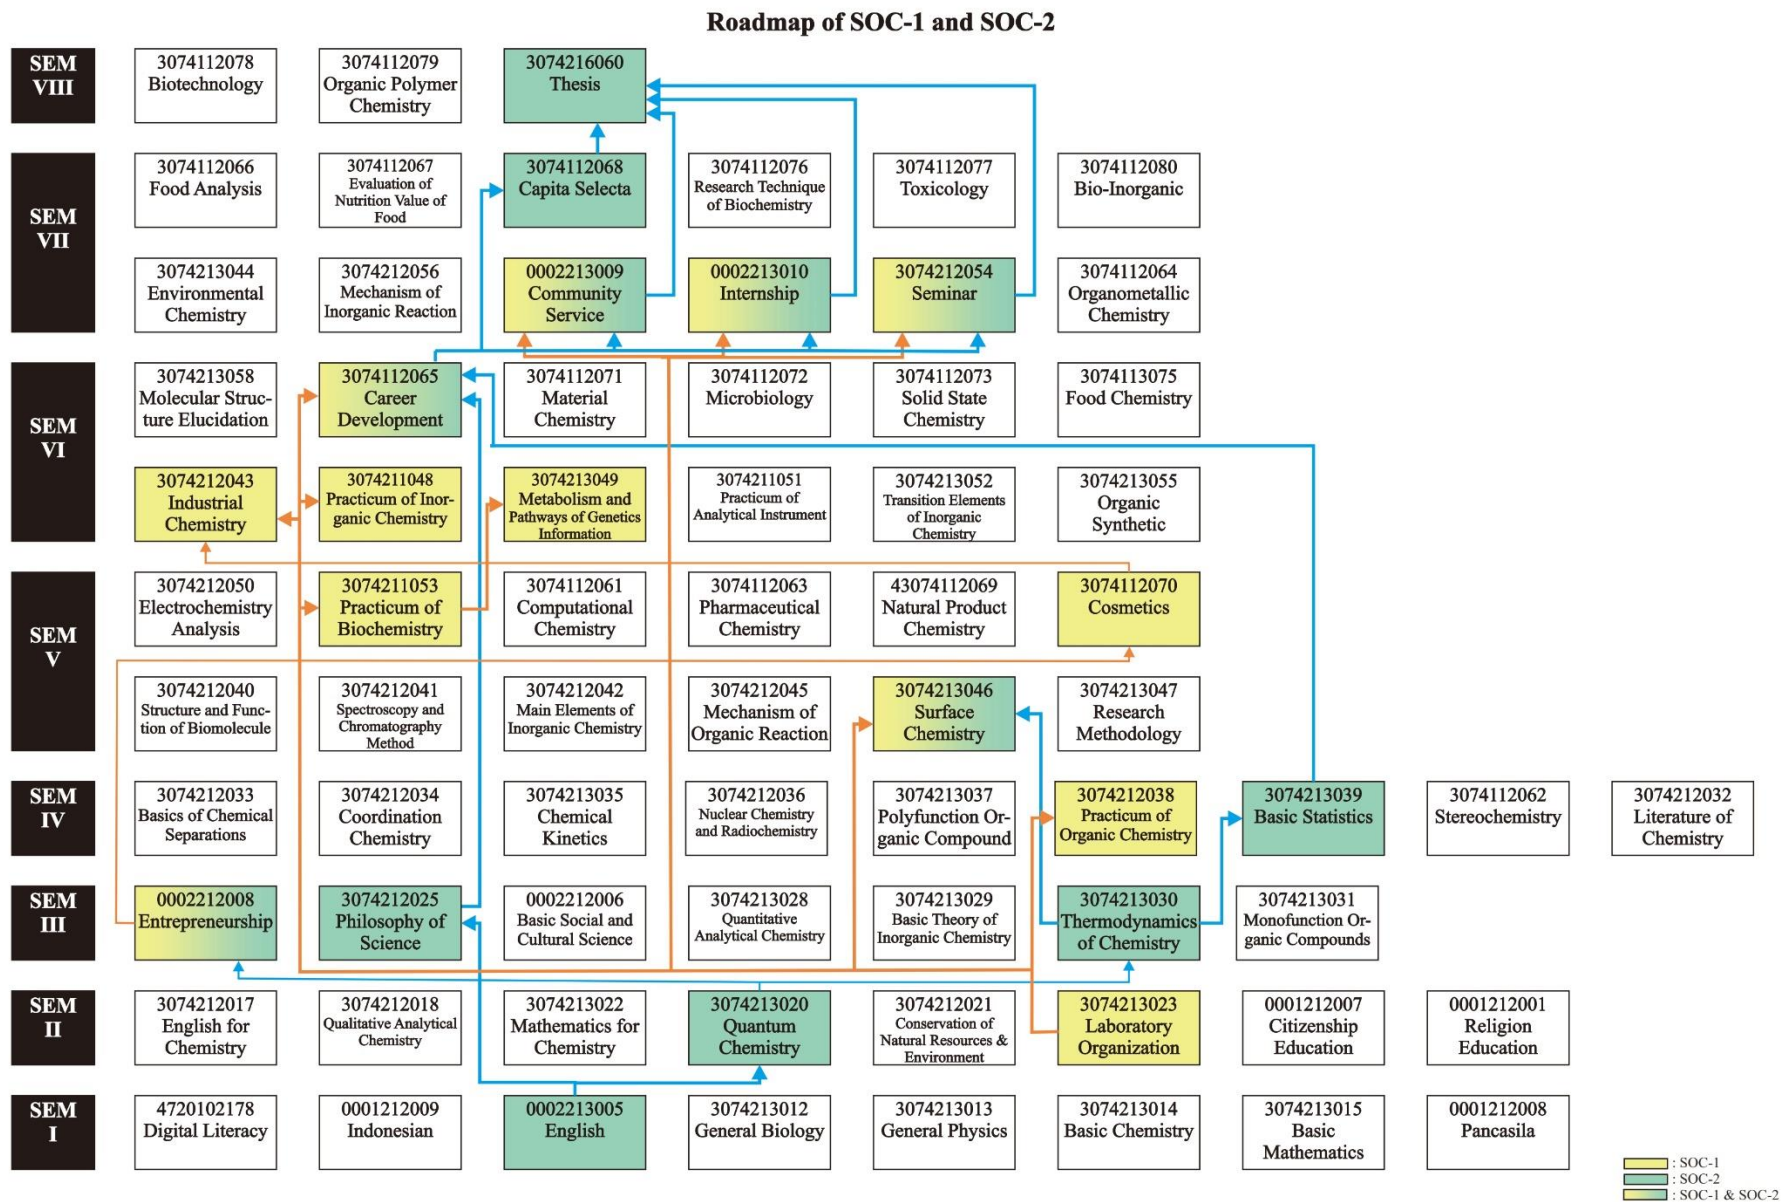 Roadmap of SOC-1 and SOC-2
SEM
VIII
3074112078
Biotechnology
3074112079
Organic Polymer
Chemistry
3074216060
Thesis
SEM
VII
3074112066
Food Analysis
3074112067
Evaluation of
Nutrition Value of
Food
3074112068
Capita Selecta
3074112076
Research Technique
of Biochemistry
3074112077
Toxicology
3074112080
Bio-Inorganic
3074213044
Environmental
Chemistry
3074212056
Mechanism of
Inorganic Reaction
0002213009
Community
Service
0002213010
Internship
3074212054
Seminar
3074112064
Organometallic
Chemistry
SEM
VI
3074213058
Molecular Struc-
ture Elucidation
3074112065
Career
Development
3074112071
Material
Chemistry
3074112072
Microbiology
3074112073
Solid State
Chemistry
3074113075
Food Chemistry
3074212043
Industrial
Chemistry
3074211048
Practicum of Inor-
ganic Chemistry
3074213049
Metabolism and
Pathways of Genetics
Information
3074211051
Practicum of
Analytical Instrument
3074213052
Transition Elements
of Inorganic
Chemistry
3074213055
Organic
Synthetic
SEM
V
3074212050
Electrochemistry
Analysis
3074211053
Practicum of
Biochemistry
3074112061
Computational
Chemistry
3074112063
Pharmaceutical
Chemistry
43074112069
Natural Product
Chemistry
3074112070
Cosmetics
3074212040
Structure and Func-
tion of Biomolecule
3074212041
Spectroscopy and
Chromatography
Method
3074212042
Main Elements of
Inorganic Chemistry
3074212045
Mechanism of
Organic Reaction
3074213046
Surface
Chemistry
3074213047
Research
Methodology
SEM
IV
3074212033
Basics of Chemical
Separations
3074212034
Coordination
Chemistry
3074213035
Chemical
Kinetics
3074212036
Nuclear Chemistry
and Radiochemistry
3074213037
Polyfunction Or-
ganic Compound
3074212038
Practicum of
Organic Chemistry
3074213039
Basic Statistics
3074112062
Stereochemistry
3074212032
Literature of
Chemistry
SEM
III
0002212008
Entrepreneurship
3074212025
Philosophy of
Science
0002212006
Basic Social and
Cultural Science
3074213028
Quantitative
Analytical Chemistry
3074213029
Basic Theory of
Inorganic Chemistry
3074213030
Thermodynamics
of Chemistry
3074213031
Monofunction Or-
ganic Compounds
SEM
II
3074212017
English for
Chemistry
3074212018
Qualitative Analytical
Chemistry
3074213022
Mathematics for
Chemistry
3074213020
Quantum
Chemistry
3074212021
Conservation of
Natural Resources &
Environment
3074213023
Laboratory
Organization
0001212007
Citizenship
Education
0001212001
Religion
Education
SEM
I
4720102178
Digital Literacy
0001212009
Indonesian
0002213005
English
3074213012
General Biology
3074213013
General Physics
3074213014
Basic Chemistry
3074213015
Basic
Mathematics
0001212008
Pancasila
: SOC-1
: SOC-2
: SOC-1 & SOC-2